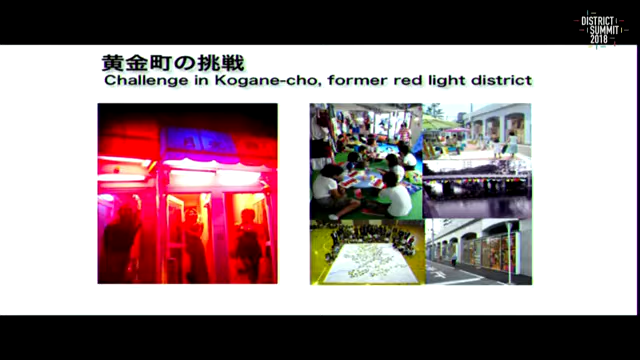 DISTRICT
SUMMIT
2018
黄金町の挑戦
Challenge in Kogane-cho, former red light district